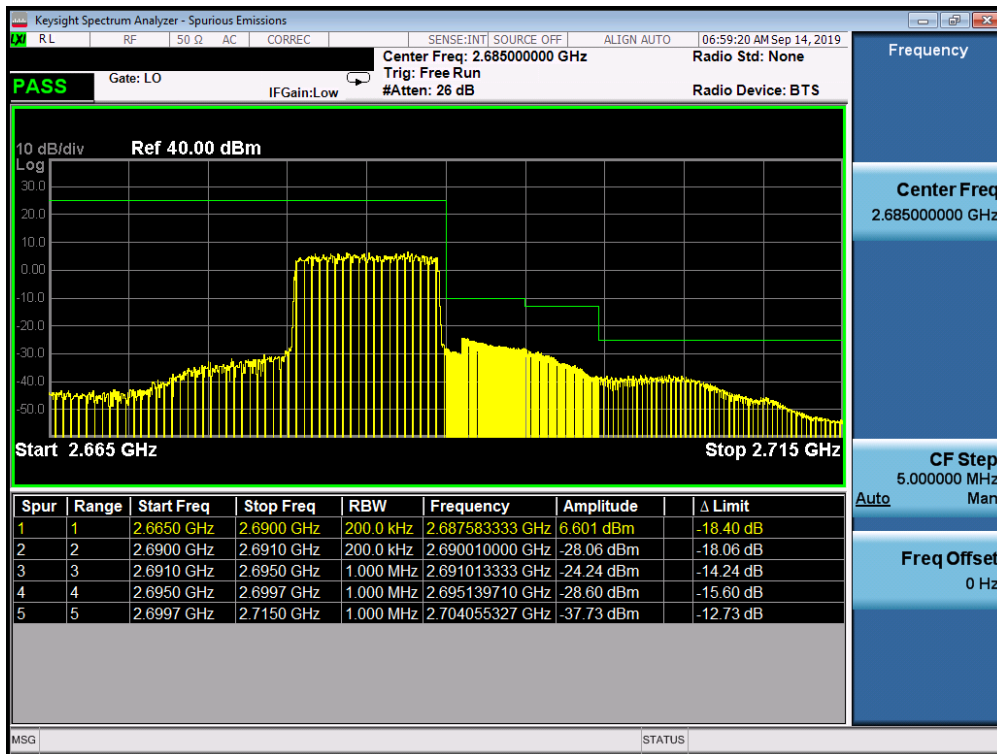 Keysight Spectrum Analyzer - Spurious Emissions
LXI RL RF 50 Ω AC CORREC SENSE:INT SOURCE OFF ALIGN AUTO 06:59:20 AM Sep 14, 2019
Center Freq: 2.685000000 GHz Radio Std: None
PASS Gate: LO Trig: Free Run
IFGain:Low #Atten: 26 dB Radio Device: BTS
Frequency
10 dB/div Ref 40.00 dBm
Log
30.0
20.0
10.0
0.00
-10.0
-20.0
-30.0
-40.0
-50.0
Start 2.665 GHz Stop 2.715 GHz
Spur Range Start Freq Stop Freq RBW Frequency Amplitude Δ Limit
1 1 2.6650 GHz 2.6900 GHz 200.0 kHz 2.687583333 GHz 6.601 dBm -18.40 dB
2 2 2.6900 GHz 2.6910 GHz 200.0 kHz 2.690010000 GHz -28.06 dBm -18.06 dB
3 3 2.6910 GHz 2.6950 GHz 1.000 MHz 2.691013333 GHz -24.24 dBm -14.24 dB
4 4 2.6950 GHz 2.6997 GHz 1.000 MHz 2.695139710 GHz -28.60 dBm -15.60 dB
5 5 2.6997 GHz 2.7150 GHz 1.000 MHz 2.704055327 GHz -37.73 dBm -12.73 dB
Center Freq
2.685000000 GHz
CF Step
5.000000 MHz
Auto Man
Freq Offset
0 Hz
MSG STATUS